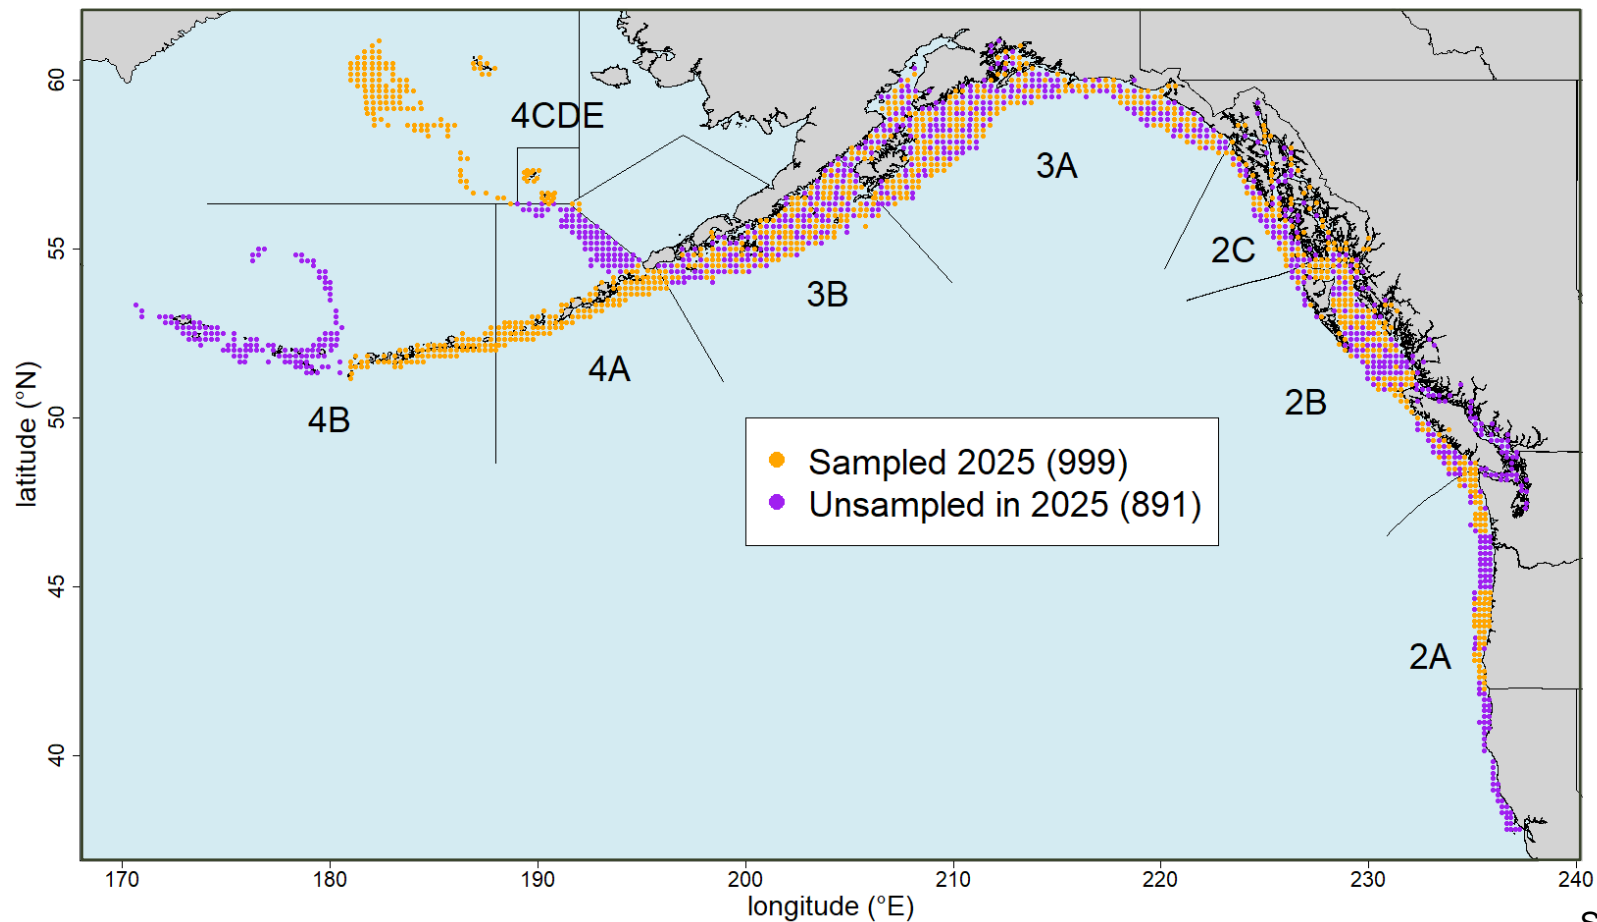 60
55
50
45
40
latitude (°N)
4CDE
3A
2C
3B
4A
2B
4B
2A
Sampled 2025 (999)
Unsampled in 2025 (891)
170
180
190
200
210
220
230
240
longitude (°E)